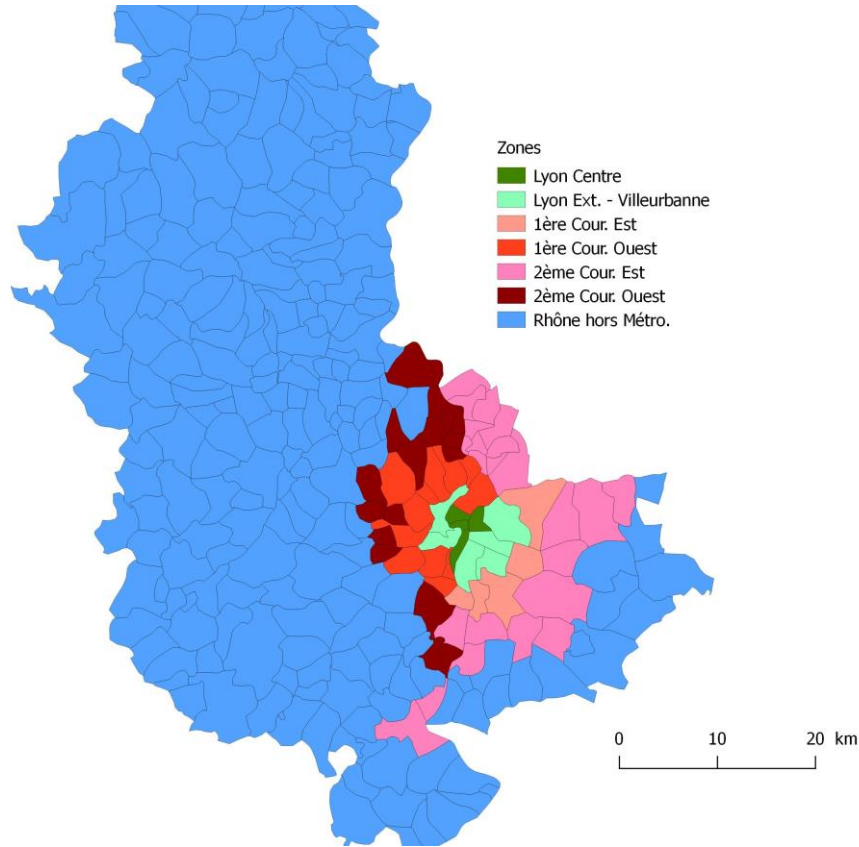 Zones
Lyon Centre
Lyon Ext. - Villeurbanne
1ère Cour. Est
1ère Cour. Ouest
2ème Cour. Est
2ème Cour. Ouest
Rhône hors Métro.
0 10 20 km